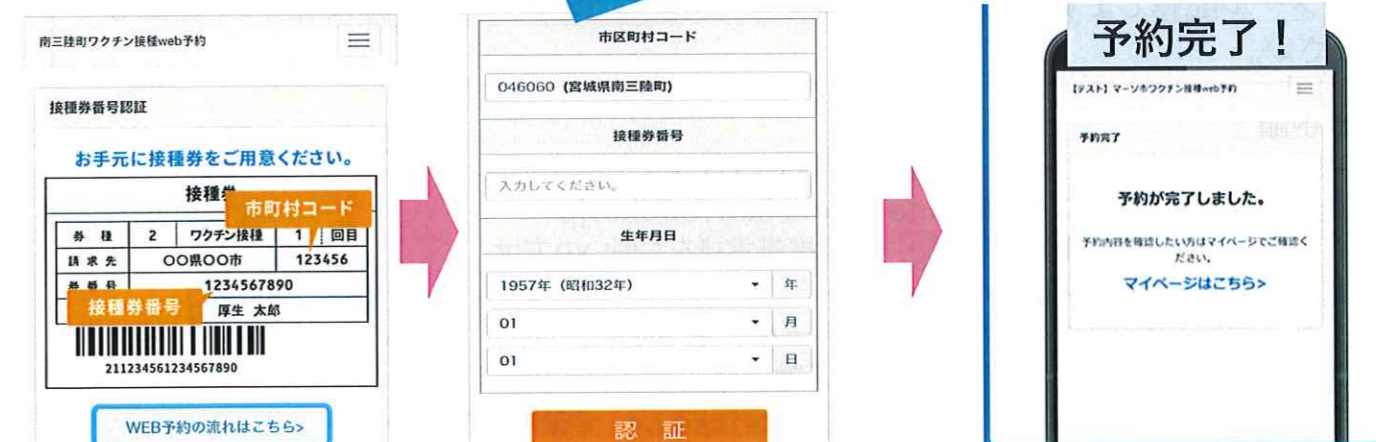 南三陸町ワクチン接種web予約
接種券番号認証
お手元に接種券をご用意ください。
接種
市町村コード
券 種 2 ワクチン接種 1 回目
請求先 〇〇県〇〇市 123456
券番号 1234567890
接種券番号
厚生 太郎
211234561234567890
WEB予約の流れはこちら>
市区町村コード
046060 (宮城県南三陸町)
接種券番号
入力してください。
生年月日
1957年 (昭和32年) 年
01 月
01 日
認 証
予約完了!
【テスト】マーソ市ワクチン接種web予約
予約完了
予約が完了しました。
予約内容を確認したい方はマイページでご確認く
ださい。
マイページはこちら>